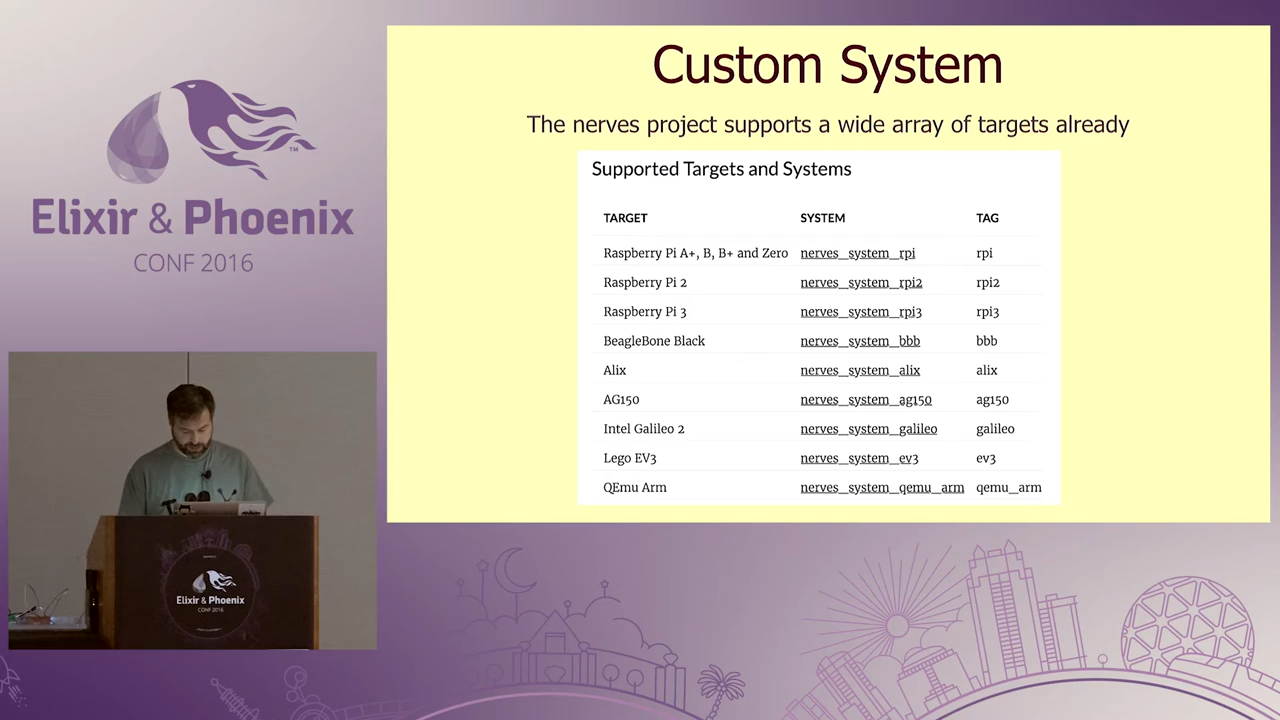 Elixir & Phoenix
TM
CONF 2016
Custom System
The nerves project supports a wide array of targets already
Supported Targets and Systems
TARGET SYSTEM TAG
Raspberry Pi A+, B, B+ and Zero nerves_system_rpi rpi
Raspberry Pi 2 nerves_system_rpi2 rpi2
Raspberry Pi 3 nerves_system_rpi3 rpi3
BeagleBone Black nerves_system_bbb bbb
Alix nerves_system_alix alix
AG150 nerves_system_ag150 ag150
Intel Galileo 2 nerves_system_galileo galileo
Lego EV3 nerves_system_ev3 ev3
QEmu Arm nerves_system_qemu_arm qemu_arm
Elixir & Phoenix
CONF 2016